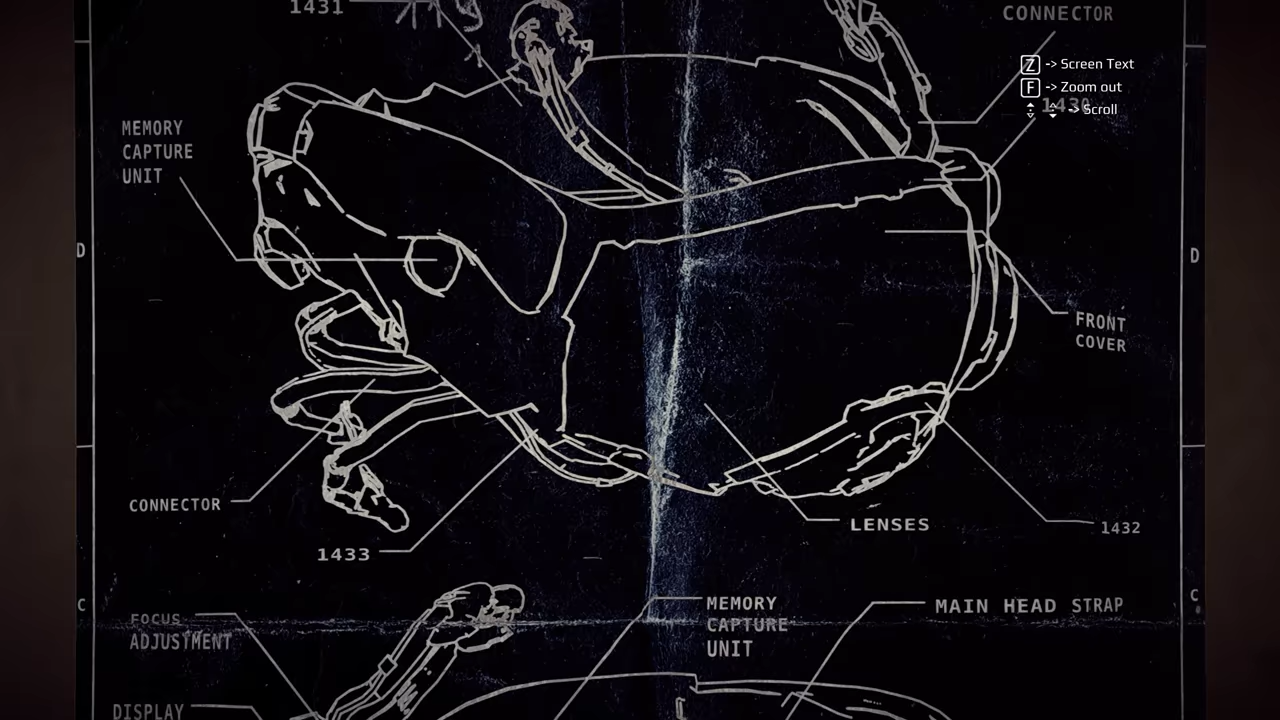 1431
CONNECTOR
Z -> Screen Text
F -> Zoom out
-> Scroll
1430
MEMORY
CAPTURE
UNIT
D
D
FRONT
COVER
CONNECTOR
1433
LENSES
1432
C
C
FOCUS
ADJUSTMENT
MEMORY
CAPTURE
UNIT
MAIN HEAD STRAP
DISPLAY